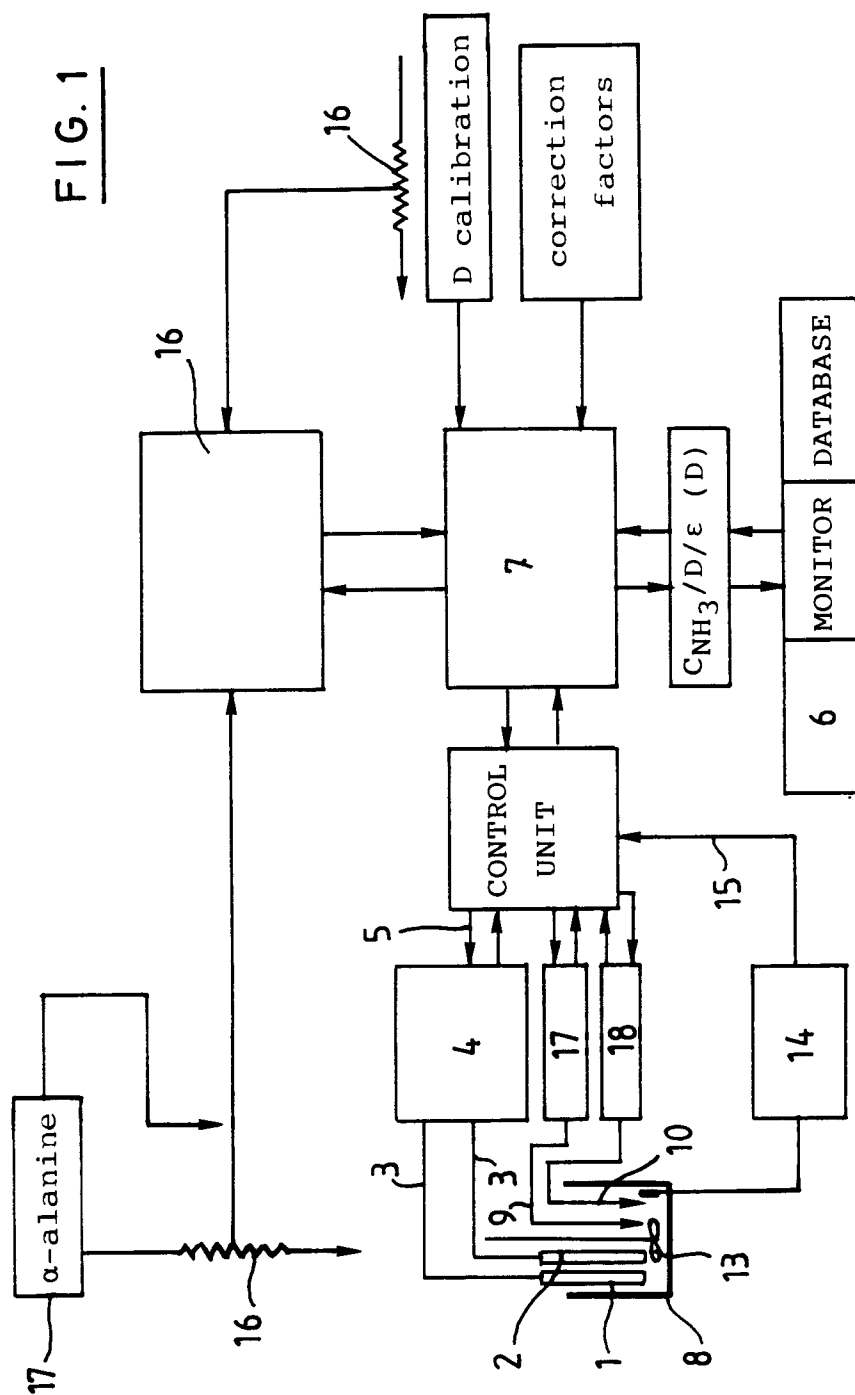 FIG. 1
17
α-alanine
16
16
16
D calibration
correction
factors
7
CONTROL
UNIT
5
4
3
3
17
18
9
10
2
1
8
13
14
15
C_NH3/D/ε (D)
6
MONITOR
DATABASE